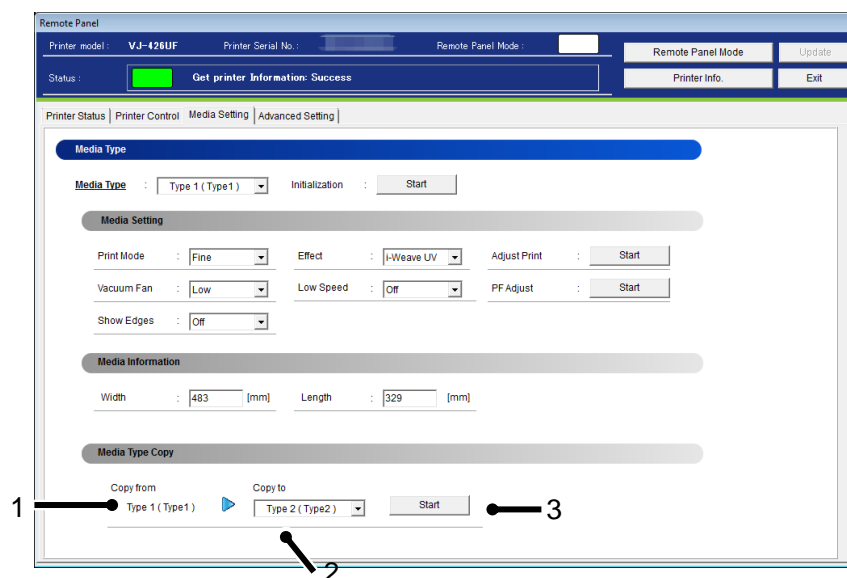 Remote Panel
Printer model : VJ-426UF Printer Serial No. : Remote Panel Mode :
Remote Panel Mode Update
Status : Get printer Information: Success
Printer Info. Exit
Printer Status Printer Control Media Setting Advanced Setting
Media Type
Media Type : Type 1 ( Type1 ) Initialization : Start
Media Setting
Print Mode : Fine Effect : i-Weave UV Adjust Print : Start
Vacuum Fan : Low Low Speed : Off PF Adjust : Start
Show Edges : Off
Media Information
Width : 483 [mm] Length : 329 [mm]
Media Type Copy
Copy from Copy to
1 Type 1 ( Type1 ) Type 2 ( Type2 ) Start 3
2